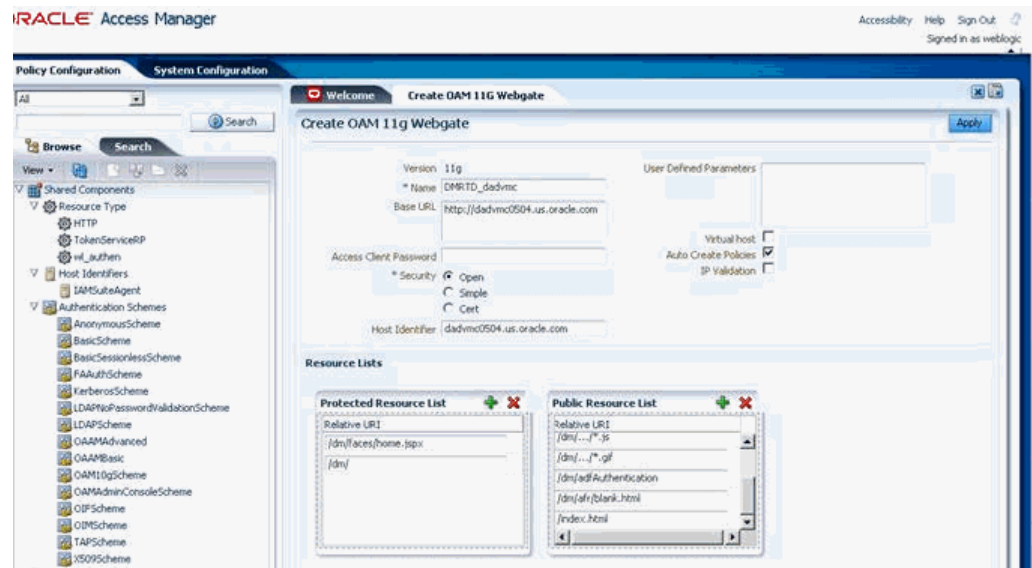 ORACLE Access Manager
Accessibility Help Sign Out
Signed in as weblogic
Policy Configuration System Configuration
All
Search
Browse Search
View
Shared Components
Resource Type
HTTP
TokenServiceRP
wl_authen
Host Identifiers
IAMSuiteAgent
Authentication Schemes
AnonymousScheme
BasicScheme
BasicSessionlessScheme
FAAuthScheme
KerberosScheme
LDAPNoPasswordValidationScheme
LDAPScheme
OAAMAdvanced
OAAMBasic
OAM10gScheme
OAMAdminConsoleScheme
OIFScheme
OIMScheme
TAPScheme
X509Scheme
Welcome Create OAM 11G Webgate
Create OAM 11g Webgate
Apply
Version 11g
* Name DMRTD_dadvmc
Base URL http://dadvmc0504.us.oracle.com
Access Client Password
* Security Open
Simple
Cert
Host Identifier dadvmc0504.us.oracle.com
User Defined Parameters
Virtual host
Auto Create Policies
IP Validation
Resource Lists
Protected Resource List
Relative URI
/dm/faces/home.jspx
/dm/
Public Resource List
Relative URI
/dm/.../*.js
/dm/.../*.gif
/dm/adfAuthentication
/dm/afr/blank.html
/index.html